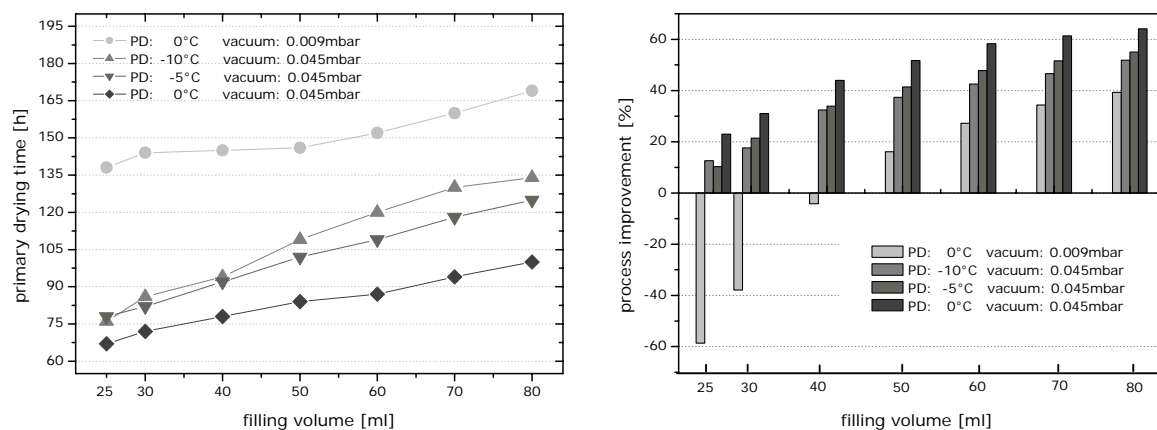 195
180
165
150
135
120
105
90
75
60
primary drying time [h]
PD: 0°C vacuum: 0.009mbar
PD: -10°C vacuum: 0.045mbar
PD: -5°C vacuum: 0.045mbar
PD: 0°C vacuum: 0.045mbar
25 30 40 50 60 70 80
filling volume [ml]
60
40
20
0
-20
-40
-60
process improvement [%]
PD: 0°C vacuum: 0.009mbar
PD: -10°C vacuum: 0.045mbar
PD: -5°C vacuum: 0.045mbar
PD: 0°C vacuum: 0.045mbar
25 30 40 50 60 70 80
filling volume [ml]